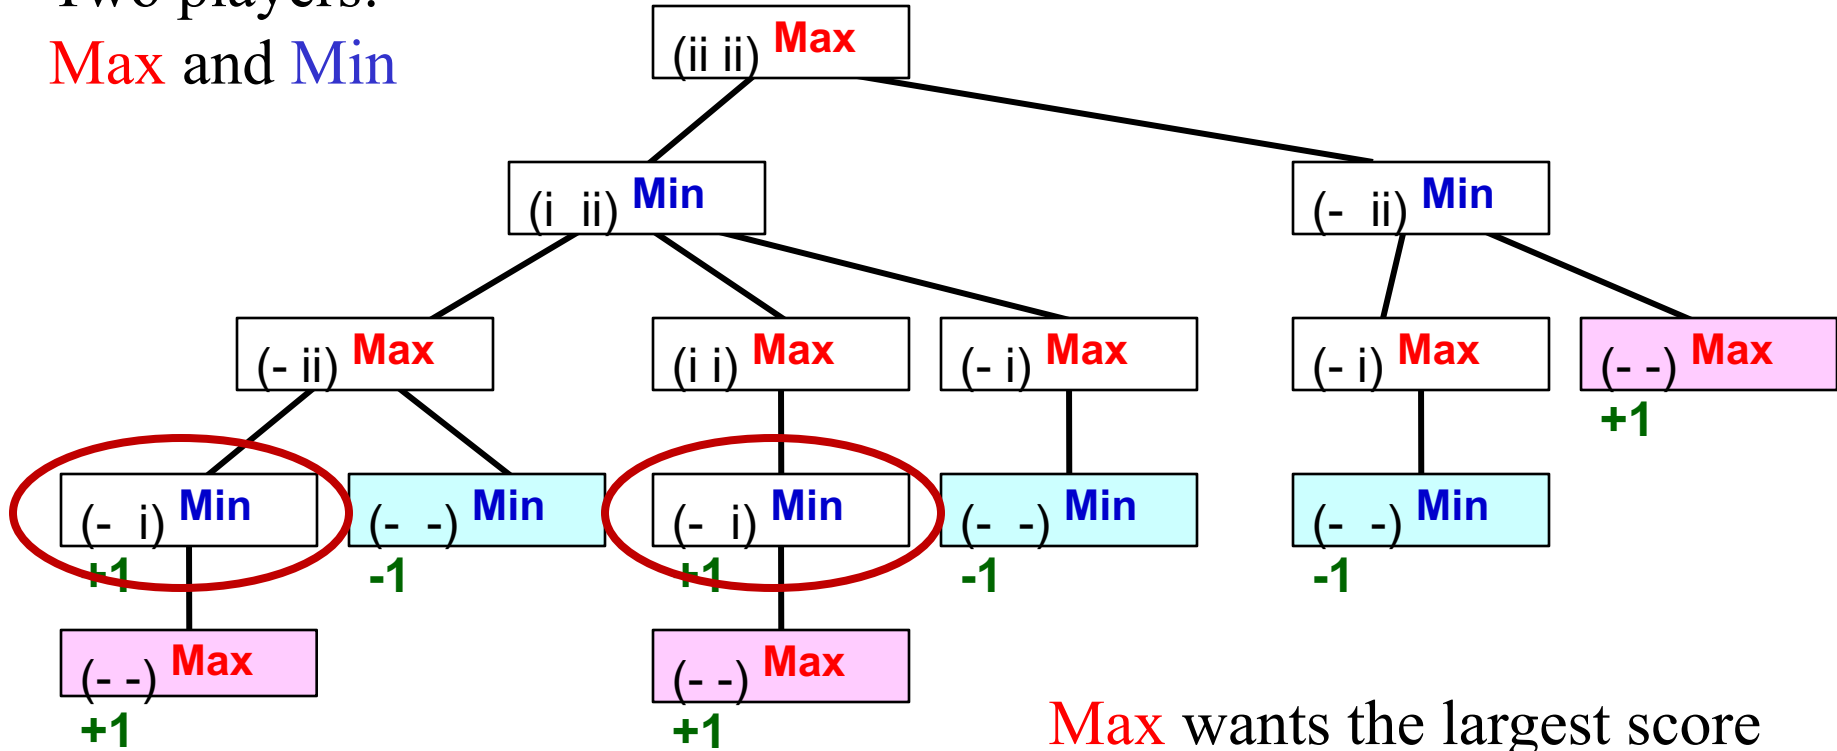 Two players:
Max and Min
(ii ii) Max
(i ii) Min
(- ii) Min
(- ii) Max
(i i) Max
(- i) Max
(- i) Max
(- -) Max
+1
(- i) Min
+1
(- -) Min
-1
(- i) Min
+1
(- -) Min
-1
(- -) Min
-1
(- -) Max
+1
(- -) Max
+1
Max wants the largest score